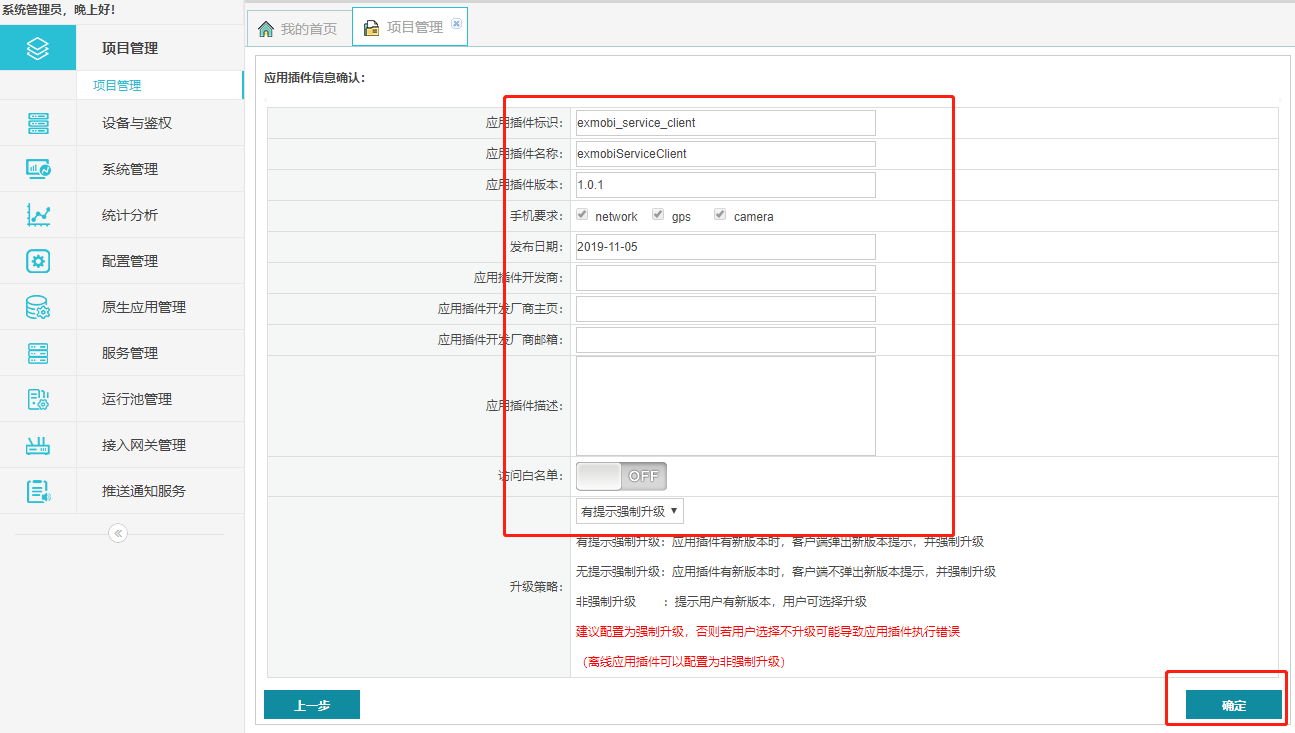 系统管理员，晚上好！
我的首页
项目管理
项目管理
项目管理
设备与鉴权
系统管理
统计分析
配置管理
原生应用管理
服务管理
运行池管理
接入网关管理
推送通知服务
应用插件信息确认：
应用插件标识： exmobi_service_client
应用插件名称： exmobiServiceClient
应用插件版本： 1.0.1
手机要求： network gps camera
发布日期： 2019-11-05
应用插件开发商：
应用插件开发厂商主页：
应用插件开发厂商邮箱：
应用插件描述：
访问白名单： OFF
升级策略：
有提示强制升级
有提示强制升级：应用插件有新版本时，客户端弹出新版本提示，并强制升级
无提示强制升级：应用插件有新版本时，客户端不弹出新版本提示，并强制升级
非强制升级 ：提示用户有新版本，用户可选择升级
建议配置为强制升级，否则若用户选择不升级可能导致应用插件执行错误
（离线应用插件可以配置为非强制升级）
上一步
确定